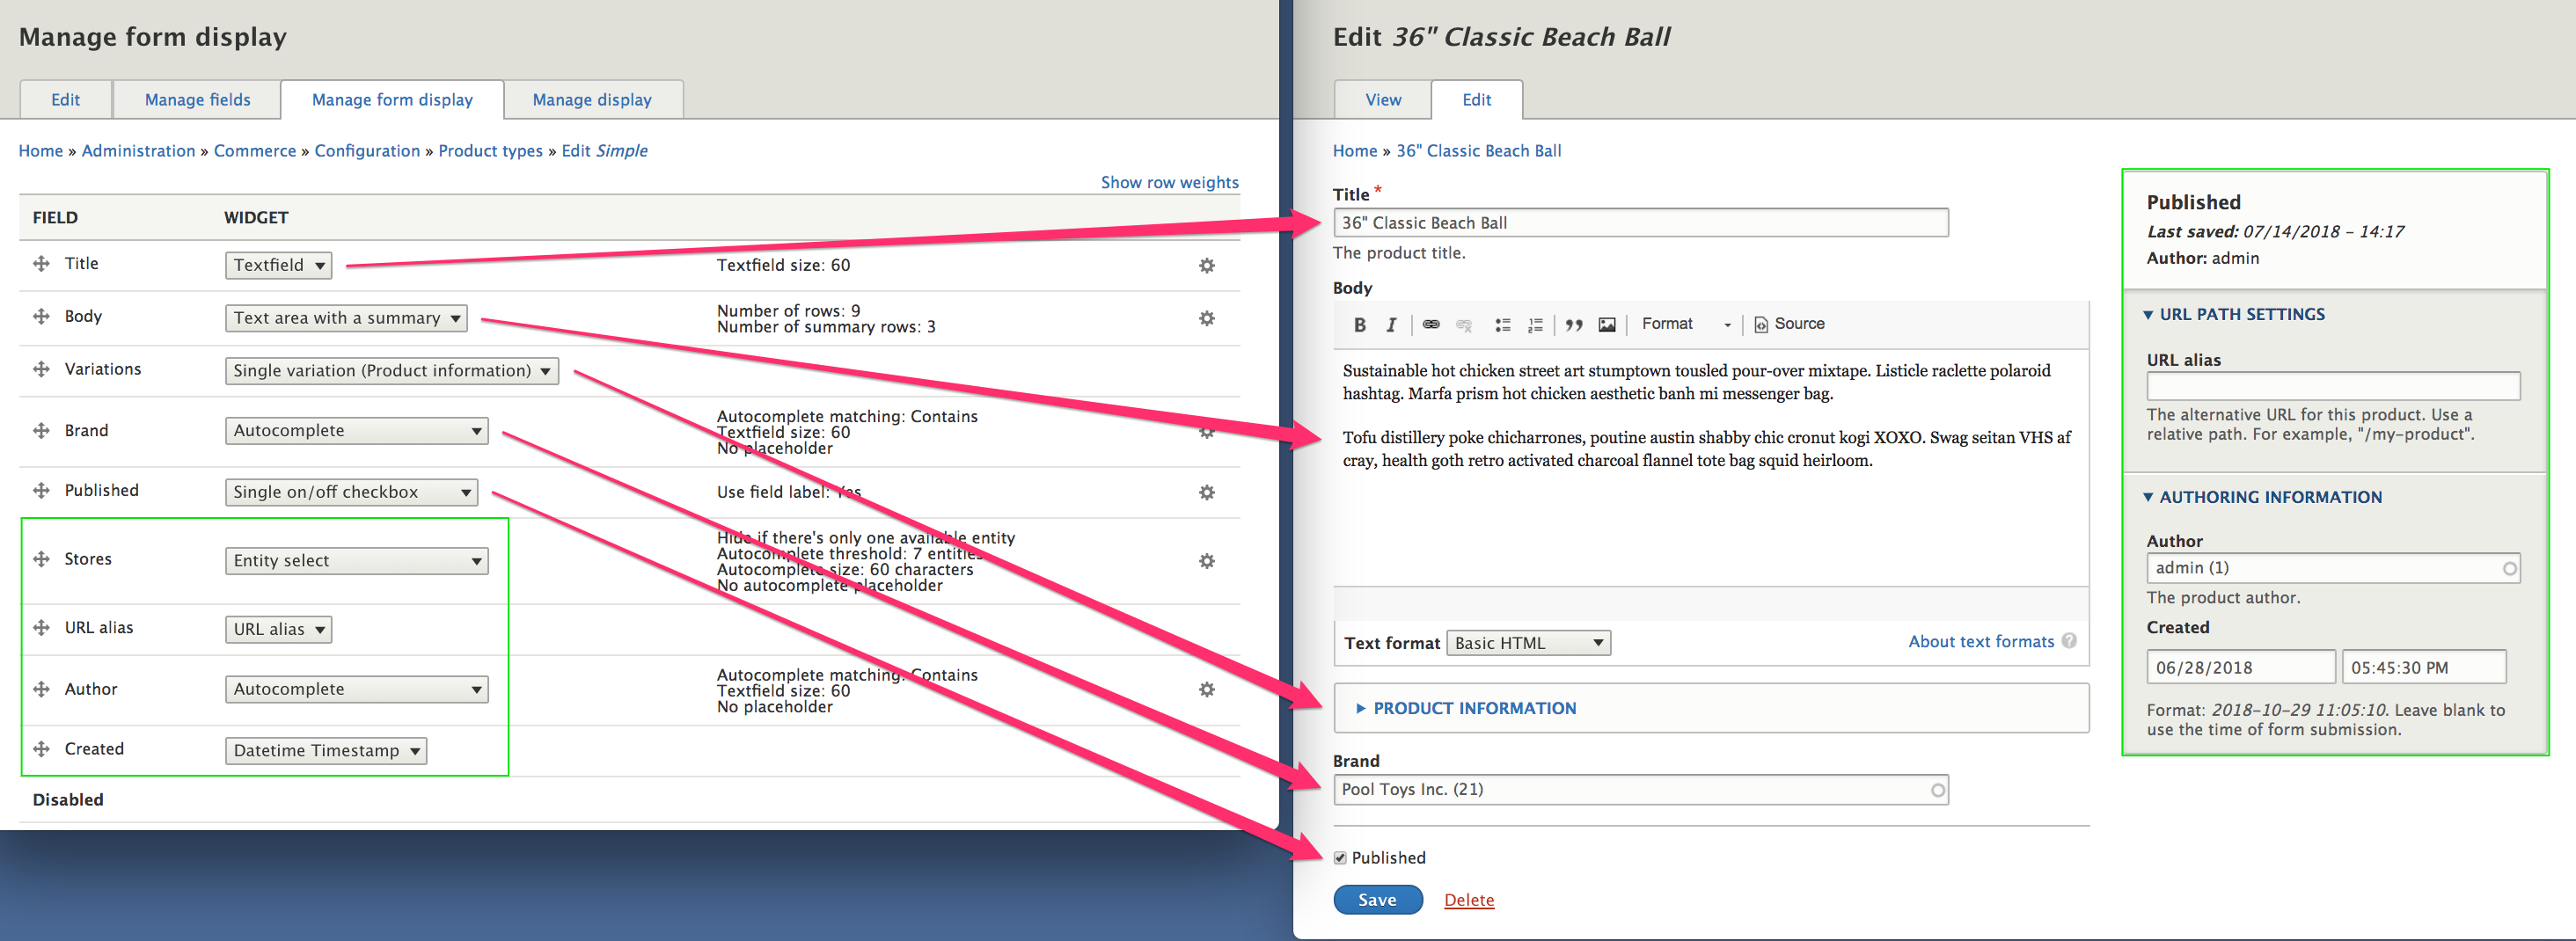 Manage form display
Edit
Manage fields
Manage form display
Manage display
Home » Administration » Commerce » Configuration » Product types » Edit Simple
Show row weights
FIELD WIDGET
Title Textfield Textfield size: 60
Body Text area with a summary Number of rows: 9
Number of summary rows: 3
Variations Single variation (Product information)
Brand Autocomplete Autocomplete matching: Contains
Textfield size: 60
No placeholder
Published Single on/off checkbox Use field label: Yes
Stores Entity select Hide if there's only one available entity
Autocomplete threshold: 7 entities
Autocomplete size: 60 characters
No autocomplete placeholder
URL alias URL alias
Author Autocomplete Autocomplete matching: Contains
Textfield size: 60
No placeholder
Created Datetime Timestamp
Disabled
Edit 36" Classic Beach Ball
View
Edit
Home » 36" Classic Beach Ball
Title *
36" Classic Beach Ball
The product title.
Body
B I Format Source
Sustainable hot chicken street art stumptown tousled pour-over mixtape. Listicle raclette polaroid
hashtag. Marfa prism hot chicken aesthetic banh mi messenger bag.
Tofu distillery poke chicharrones, poutine austin shabby chic cronut kogi XOXO. Swag seitan VHS af
cray, health goth retro activated charcoal flannel tote bag squid heirloom.
Text format Basic HTML About text formats ?
PRODUCT INFORMATION
Brand
Pool Toys Inc. (21)
Published
Save Delete
Published
Last saved: 07/14/2018 - 14:17
Author: admin
URL PATH SETTINGS
URL alias
The alternative URL for this product. Use a
relative path. For example, "/my-product".
AUTHORING INFORMATION
Author
admin (1)
The product author.
Created
06/28/2018 05:45:30 PM
Format: 2018-10-29 11:05:10. Leave blank to
use the time of form submission.